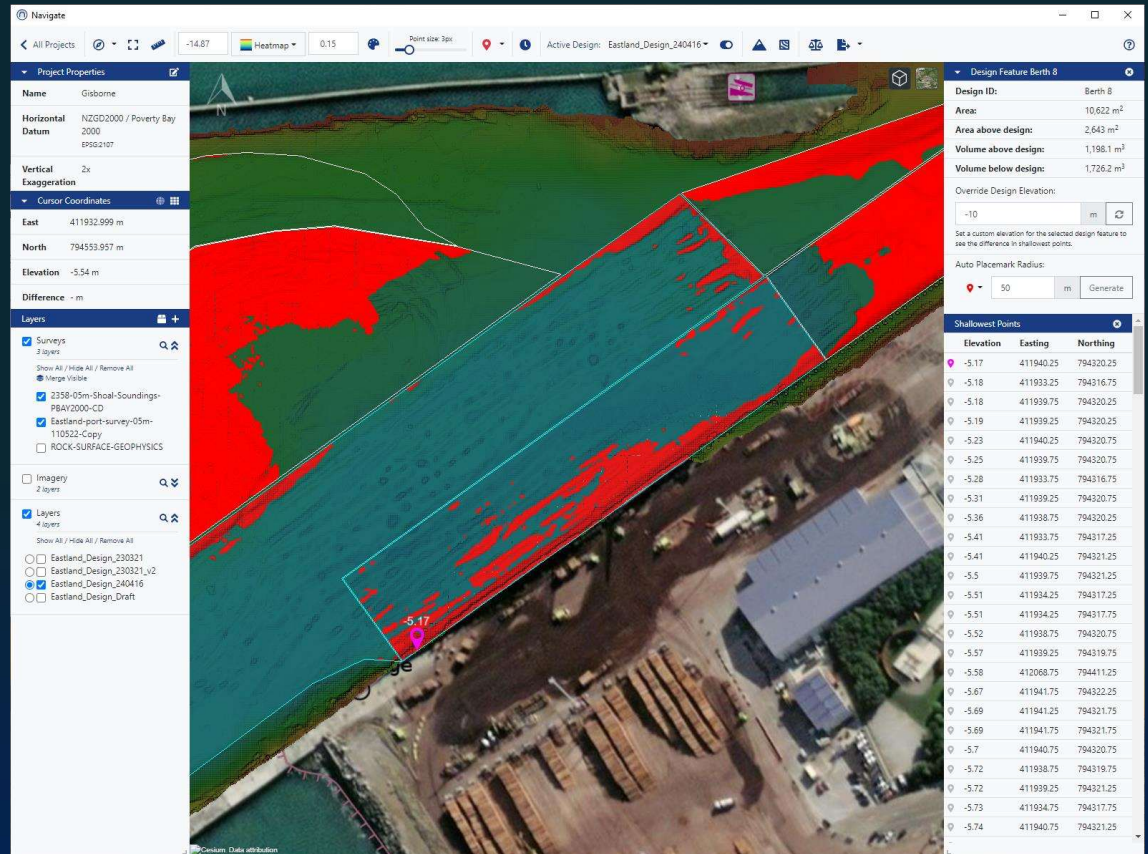 Navigate
All Projects
-14.87
Heatmap
0.15
Point size: 3px
Active Design: Eastland_Design_240416
Project Properties
Name Gisborne
Horizontal Datum NZGD2000 / Poverty Bay 2000
EPSG:2107
Vertical Exaggeration 2x
Cursor Coordinates
East 411932.999 m
North 794553.957 m
Elevation -5.54 m
Difference - m
Layers
Surveys
3 layers
Show All / Hide All / Remove All
Merge Visible
2358-05m-Shoal-Soundings-
PBAY2000-CD
Eastland-port-survey-05m-
110522-Copy
ROCK-SURFACE-GEOPHYSICS
Imagery
2 layers
Layers
4 layers
Show All / Hide All / Remove All
Eastland_Design_230321
Eastland_Design_230321_v2
Eastland_Design_240416
Eastland_Design_Draft
N
-5.17
ge
Cesium Data attribution
Design Feature Berth 8
Design ID: Berth 8
Area: 10,622 m²
Area above design: 2,643 m²
Volume above design: 1,198.1 m³
Volume below design: 1,726.2 m³
Override Design Elevation:
-10 m
Set a custom elevation for the selected design feature to
see the difference in shallowest points.
Auto Placemark Radius:
50 m Generate
Shallowest Points
Elevation Easting Northing
-5.17 411940.25 794320.25
-5.18 411933.25 794316.75
-5.18 411939.75 794320.25
-5.19 411939.25 794320.25
-5.23 411940.25 794320.75
-5.25 411939.75 794320.75
-5.28 411933.75 794316.75
-5.31 411939.25 794320.75
-5.36 411938.75 794320.25
-5.41 411933.75 794317.25
-5.41 411940.25 794321.25
-5.5 411939.75 794321.25
-5.51 411934.25 794317.25
-5.51 411934.25 794317.75
-5.52 411938.75 794320.75
-5.57 411939.25 794319.75
-5.58 412068.75 794411.25
-5.67 411941.75 794322.25
-5.69 411941.75 794321.25
-5.69 411941.75 794321.75
-5.7 411940.75 794320.75
-5.72 411938.75 794319.75
-5.72 411939.25 794321.25
-5.73 411934.75 794317.75
-5.74 411940.75 794321.25